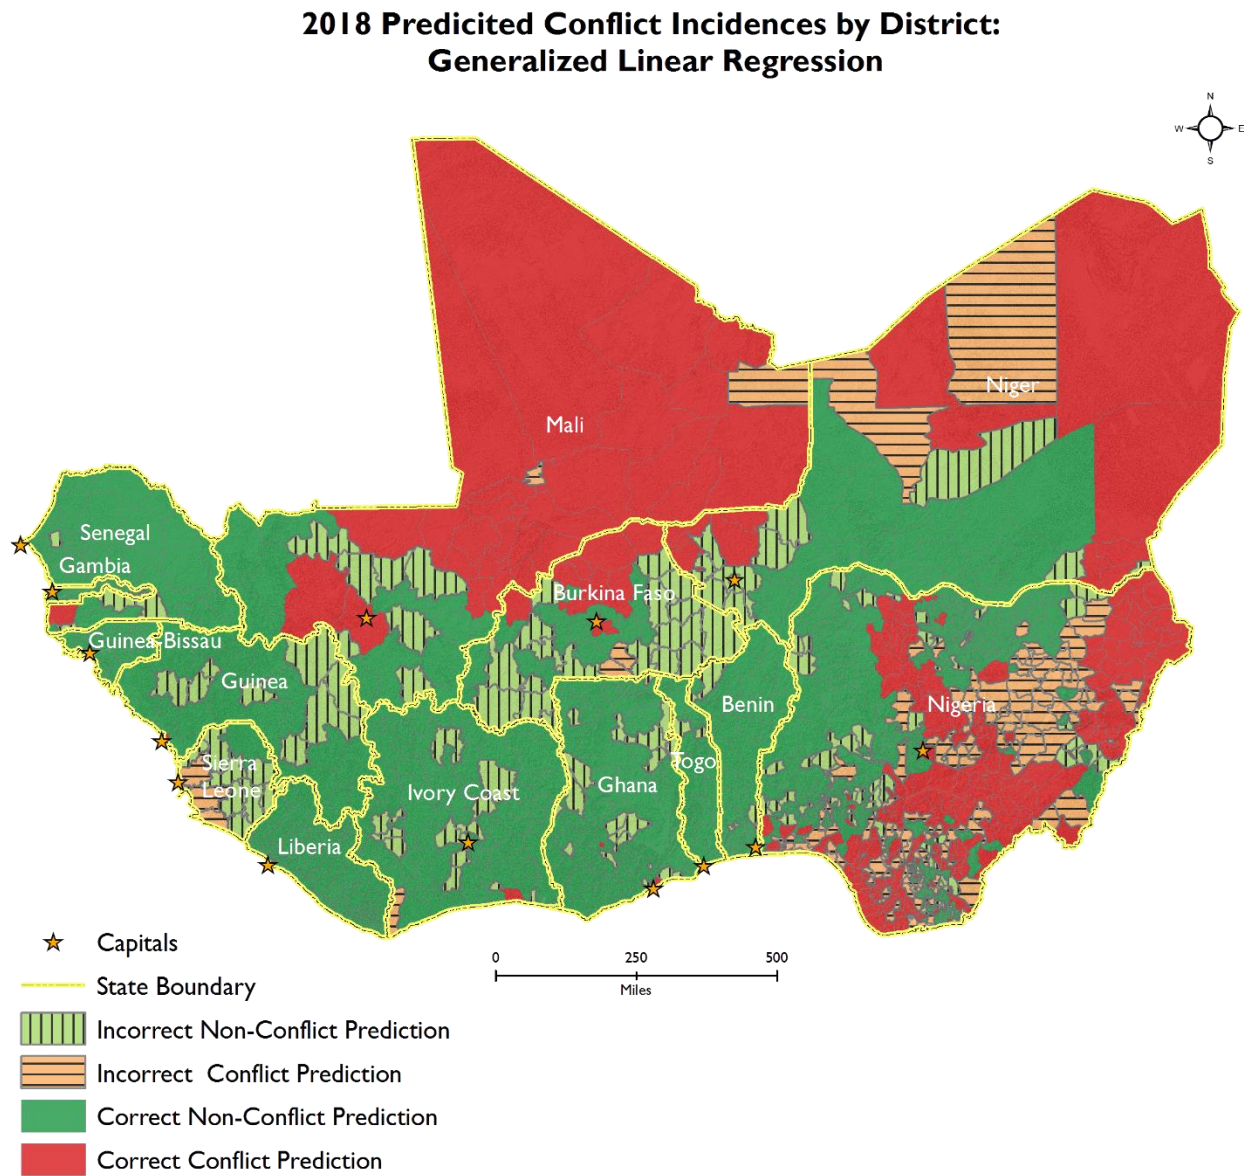 2018 Predicited Conflict Incidences by District:
Generalized Linear Regression
N
W E
S
Niger
Mali
Senegal
Gambia
Burkina Faso
Guinea-Bissau
Guinea
Benin
Nigeria
Sierra
Leone
Togo
Ghana
Ivory Coast
Liberia
Capitals
0 250 500
Miles
State Boundary
Incorrect Non-Conflict Prediction
Incorrect Conflict Prediction
Correct Non-Conflict Prediction
Correct Conflict Prediction